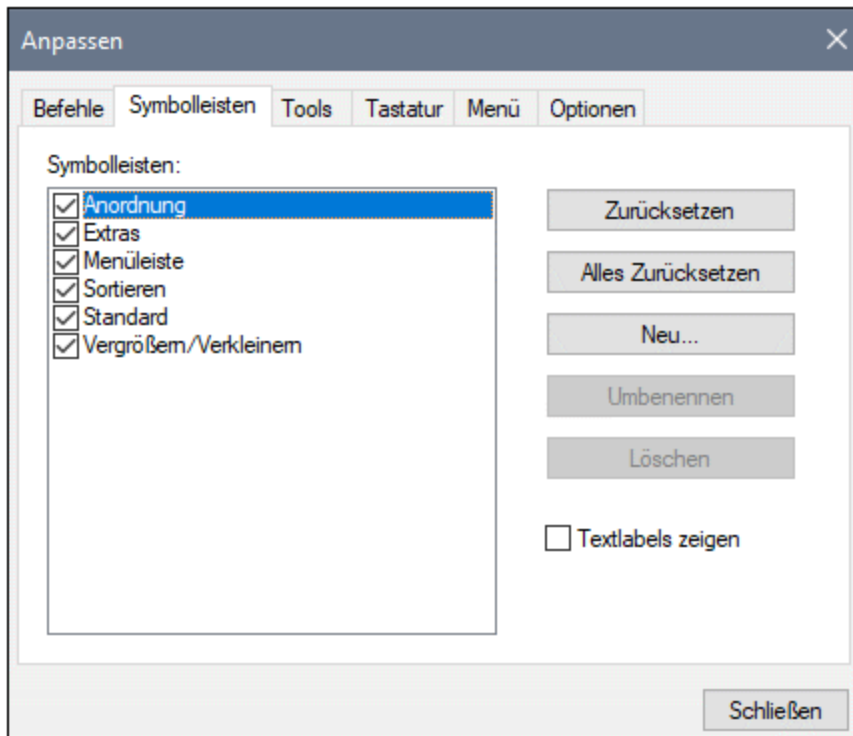 Anpassen
Befehle Symbolleisten Tools Tastatur Menü Optionen
Symbolleisten:
Anordnung
Extras
Menüleiste
Sortieren
Standard
Vergrößern/Verkleinern
Zurücksetzen
Alles Zurücksetzen
Neu...
Umbenennen
Löschen
Textlabels zeigen
Schließen